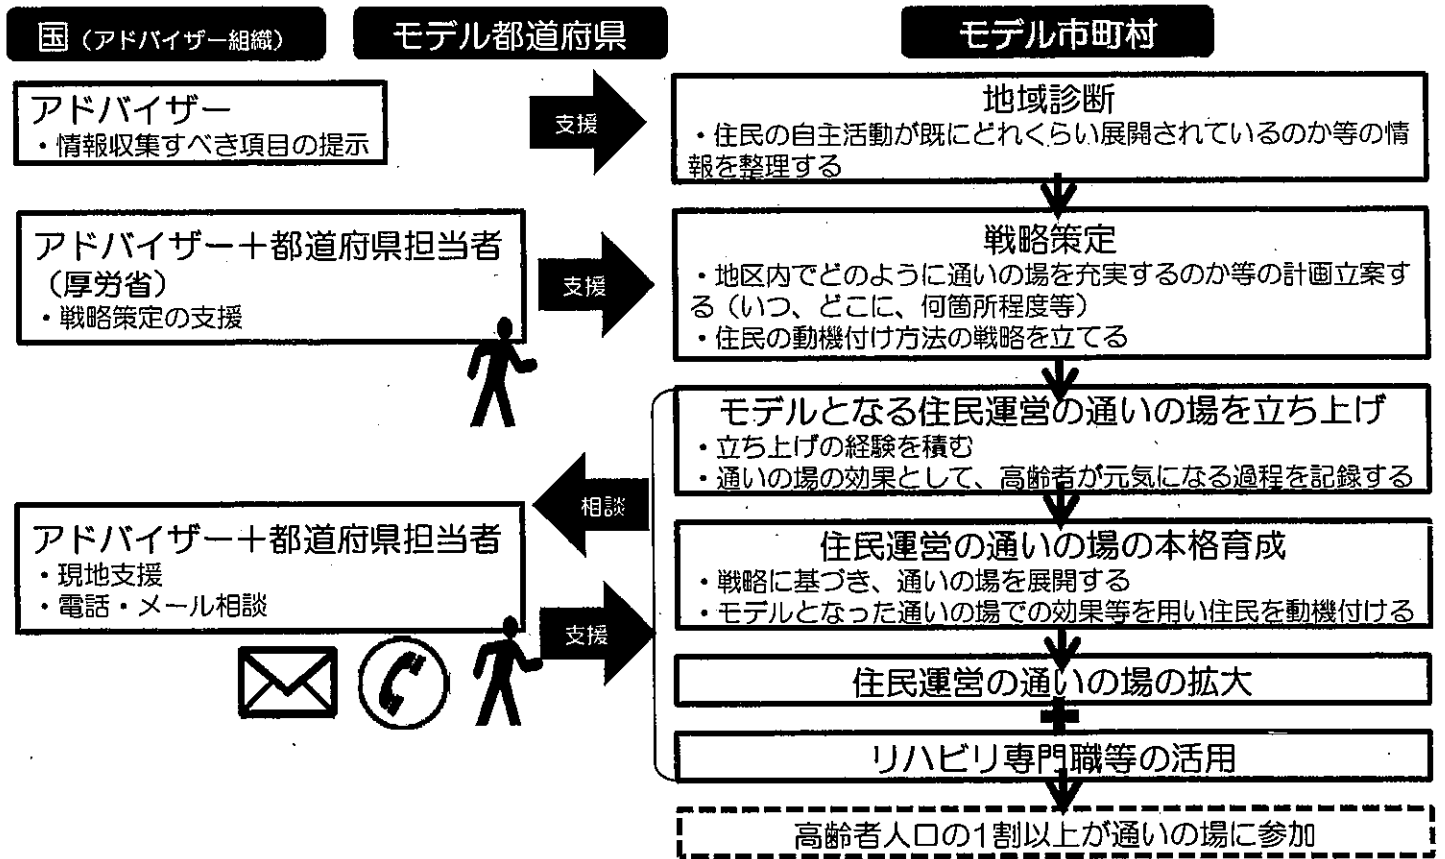 国（アドバイザー組織）
モデル都道府県
モデル市町村
アドバイザー
・情報収集すべき項目の提示
支援
地域診断
・住民の自主活動が既にどれくらい展開されているのか等の情
報を整理する
アドバイザー＋都道府県担当者
（厚労省）
・戦略策定の支援
支援
戦略策定
・地区内でどのように通いの場を充実するのか等の計画立案す
る（いつ、どこに、何箇所程度等）
・住民の動機付け方法の戦略を立てる
モデルとなる住民運営の通いの場を立ち上げ
・立ち上げの経験を積む
・通いの場の効果として、高齢者が元気になる過程を記録する
相談
アドバイザー＋都道府県担当者
・現地支援
・電話・メール相談
支援
住民運営の通いの場の本格育成
・戦略に基づき、通いの場を展開する
・モデルとなった通いの場での効果等を用い住民を動機付ける
住民運営の通いの場の拡大
リハビリ専門職等の活用
高齢者人口の1割以上が通いの場に参加